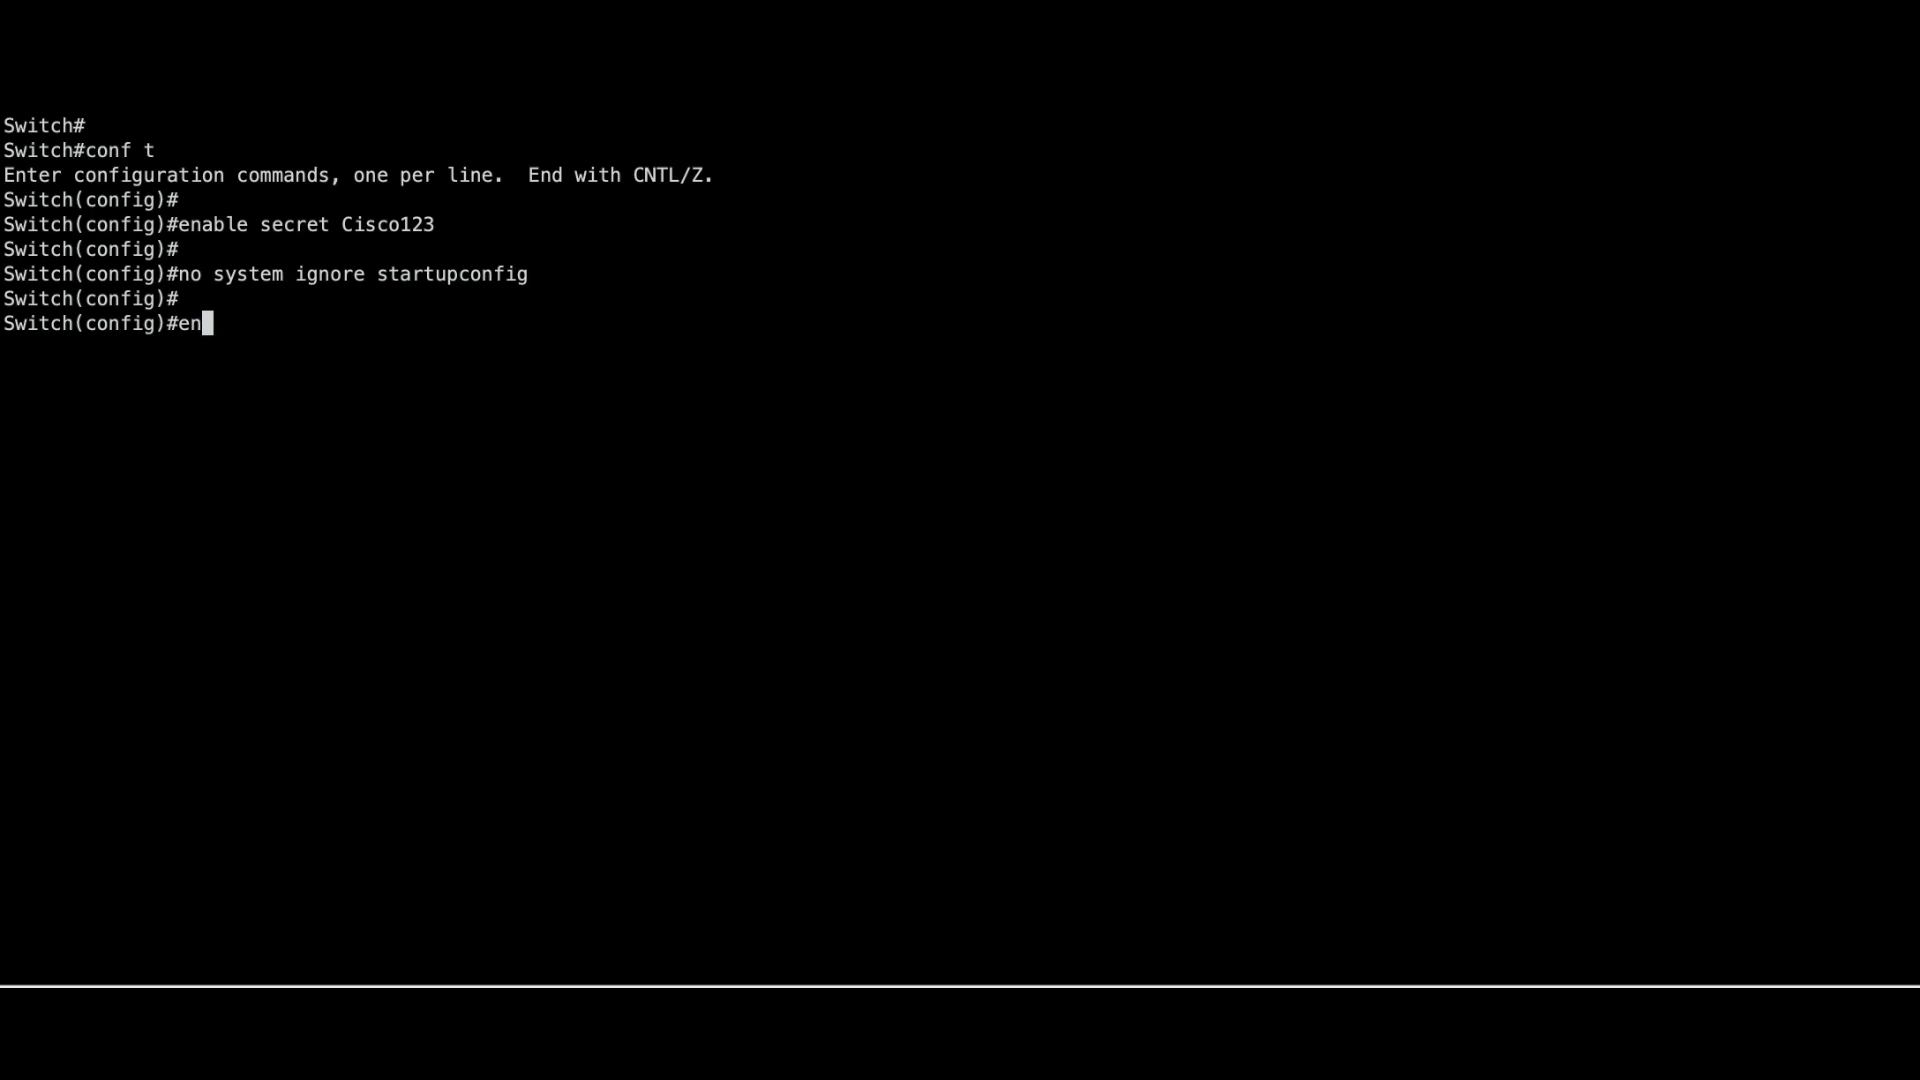 Switch#
Switch#conf t
Enter configuration commands, one per line.  End with CNTL/Z.
Switch(config)#
Switch(config)#enable secret Cisco123
Switch(config)#
Switch(config)#no system ignore startupconfig
Switch(config)#
Switch(config)#en